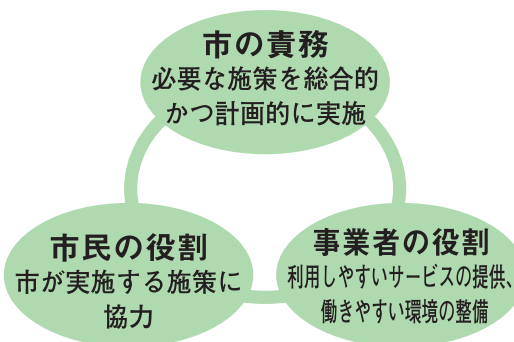 市の責務
必要な施策を総合的
かつ計画的に実施
市民の役割
市が実施する施策に
協力
事業者の役割
利用しやすいサービスの提供、
働きやすい環境の整備